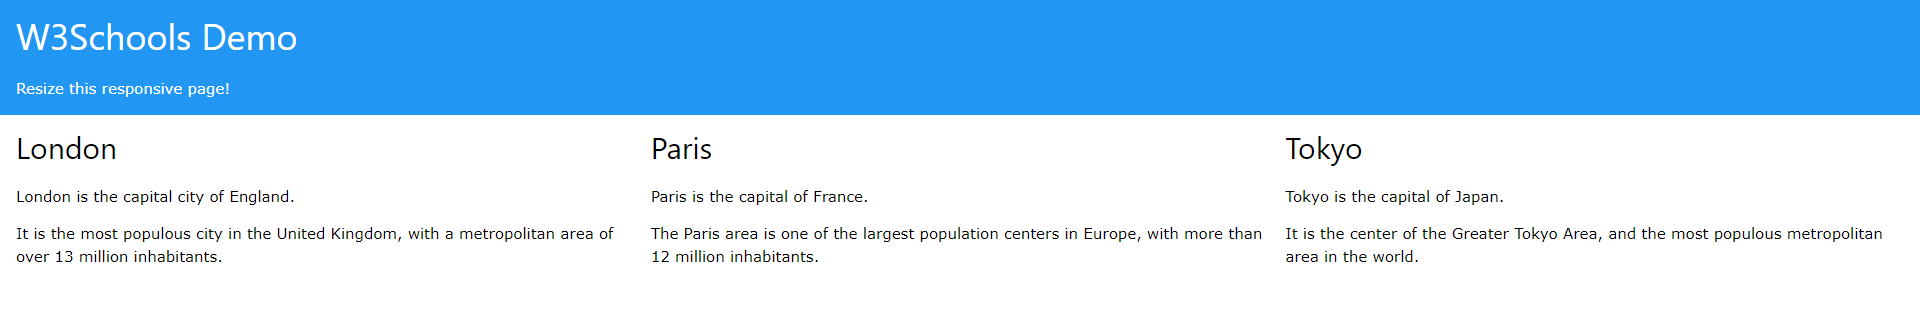 W3Schools Demo
Resize this responsive page!
London
London is the capital city of England.
It is the most populous city in the United Kingdom, with a metropolitan area of
over 13 million inhabitants.
Paris
Paris is the capital of France.
The Paris area is one of the largest population centers in Europe, with more than
12 million inhabitants.
Tokyo
Tokyo is the capital of Japan.
It is the center of the Greater Tokyo Area, and the most populous metropolitan
area in the world.